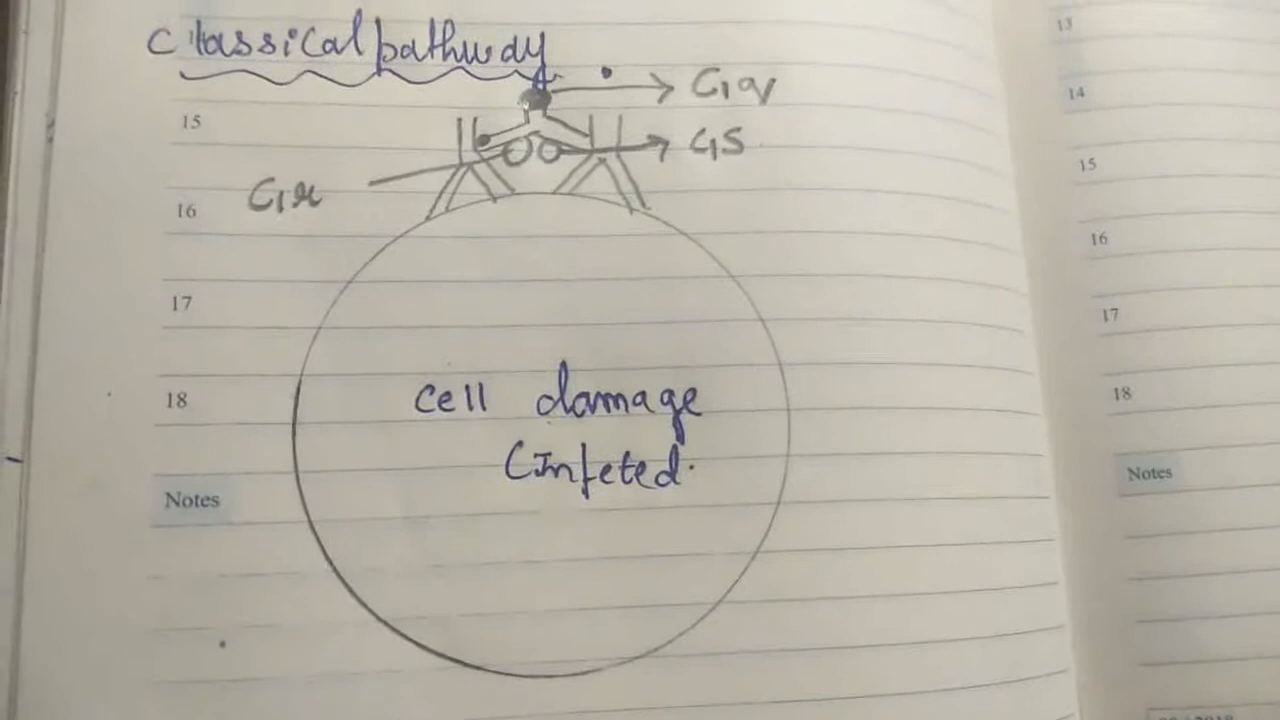 Classical pathway
C1q
C1s
C1r
cell damage
(Infeted.
15
16
17
18
Notes
13
14
15
16
17
18
Notes